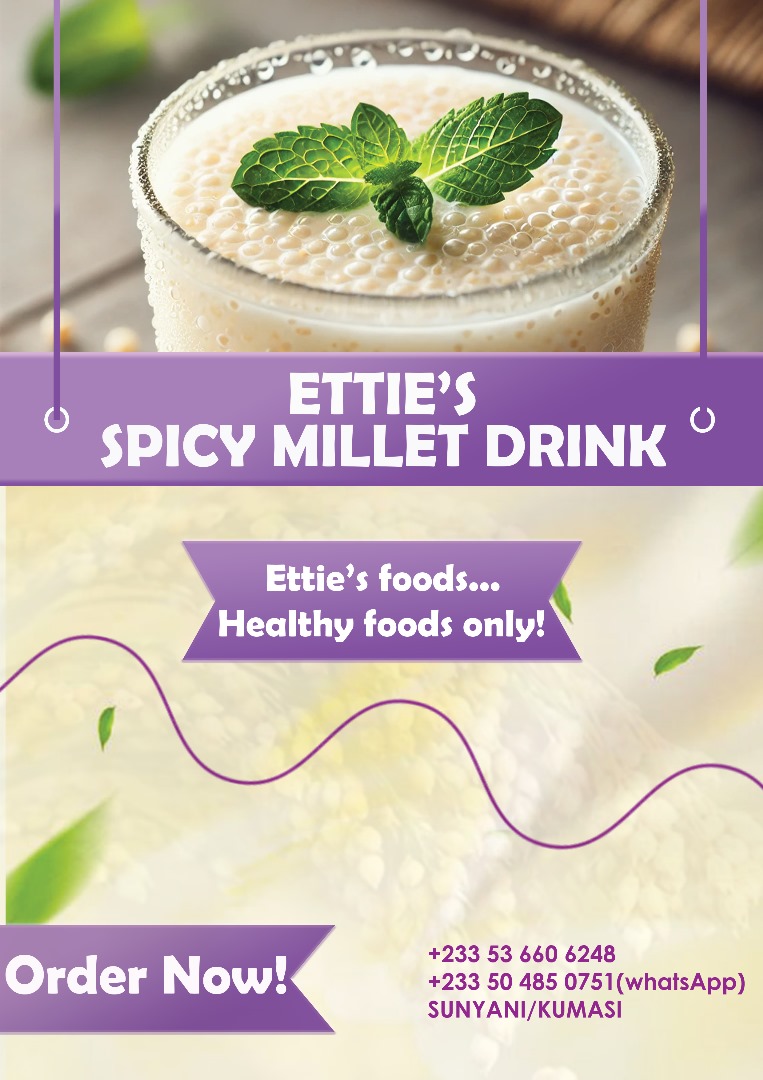 ETTIE'S
SPICY MILLET DRINK
Ettie's foods...
Healthy foods only!
Order Now!
+233 53 660 6248
+233 50 485 0751(whatsApp)
SUNYANI/KUMASI